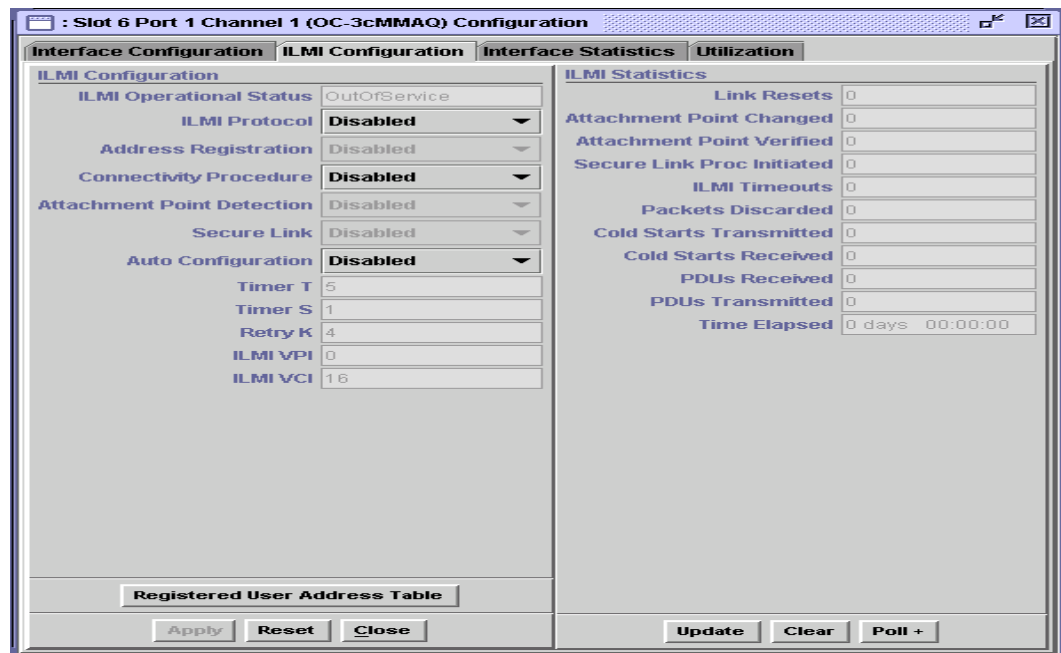 : Slot 6 Port 1 Channel 1 (OC-3cMMAQ) Configuration
Interface Configuration ILMI Configuration Interface Statistics Utilization
ILMI Configuration
ILMI Operational Status OutOfService
ILMI Protocol Disabled
Address Registration Disabled
Connectivity Procedure Disabled
Attachment Point Detection Disabled
Secure Link Disabled
Auto Configuration Disabled
Timer T 5
Timer S 1
Retry K 4
ILMI VPI 0
ILMI VCI 16
Registered User Address Table
Apply Reset Close
ILMI Statistics
Link Resets 0
Attachment Point Changed 0
Attachment Point Verified 0
Secure Link Proc Initiated 0
ILMI Timeouts 0
Packets Discarded 0
Cold Starts Transmitted 0
Cold Starts Received 0
PDUs Received 0
PDUs Transmitted 0
Time Elapsed 0 days 00:00:00
Update Clear Poll +